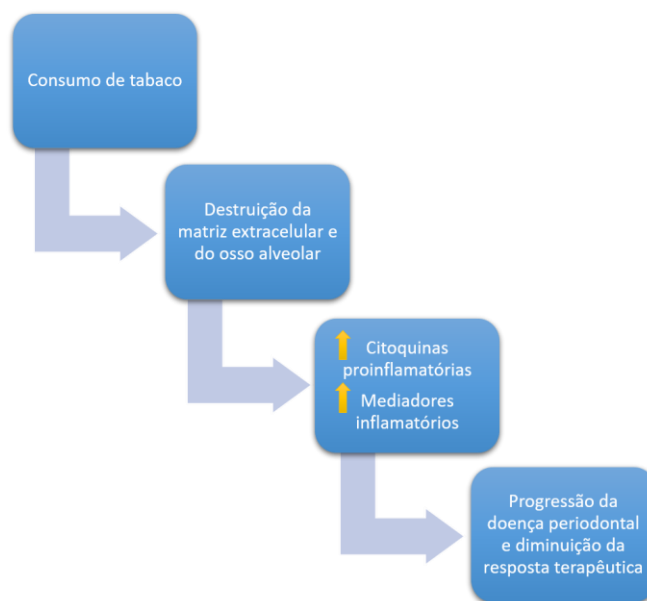 Consumo de tabaco
Destruição da
matriz extracelular e
do osso alveolar
Citoquinas
proinflamatórias
Mediadores
inflamatórios
Progressão da
doença periodontal
e diminuição da
resposta terapêutica